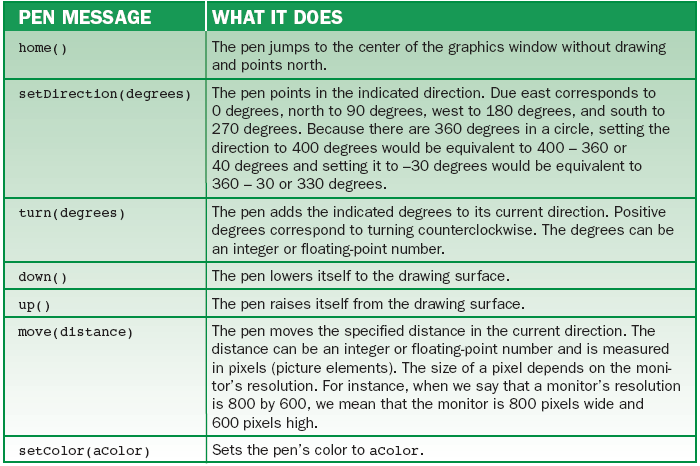 PEN MESSAGE WHAT IT DOES
home() The pen jumps to the center of the graphics window without drawing
and points north.
setDirection(degrees) The pen points in the indicated direction. Due east corresponds to
0 degrees, north to 90 degrees, west to 180 degrees, and south to
270 degrees. Because there are 360 degrees in a circle, setting the
direction to 400 degrees would be equivalent to 400 – 360 or
40 degrees and setting it to –30 degrees would be equivalent to
360 – 30 or 330 degrees.
turn(degrees) The pen adds the indicated degrees to its current direction. Positive
degrees correspond to turning counterclockwise. The degrees can be
an integer or floating-point number.
down() The pen lowers itself to the drawing surface.
up() The pen raises itself from the drawing surface.
move(distance) The pen moves the specified distance in the current direction. The
distance can be an integer or floating-point number and is measured
in pixels (picture elements). The size of a pixel depends on the moni-
tor's resolution. For instance, when we say that a monitor's resolution
is 800 by 600, we mean that the monitor is 800 pixels wide and
600 pixels high.
setColor(aColor) Sets the pen's color to aColor.